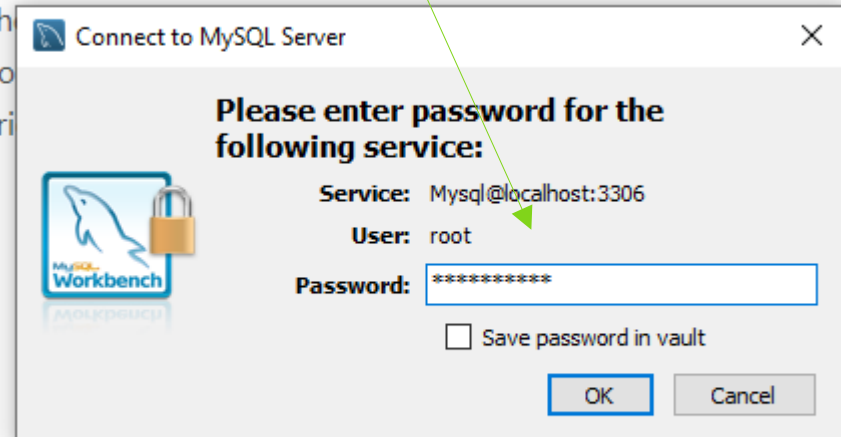 Connect to MySQL Server
Please enter password for the
following service:
Service: Mysql@localhost:3306
User: root
MySQL
Workbench
Password: **********
Save password in vault
OK Cancel